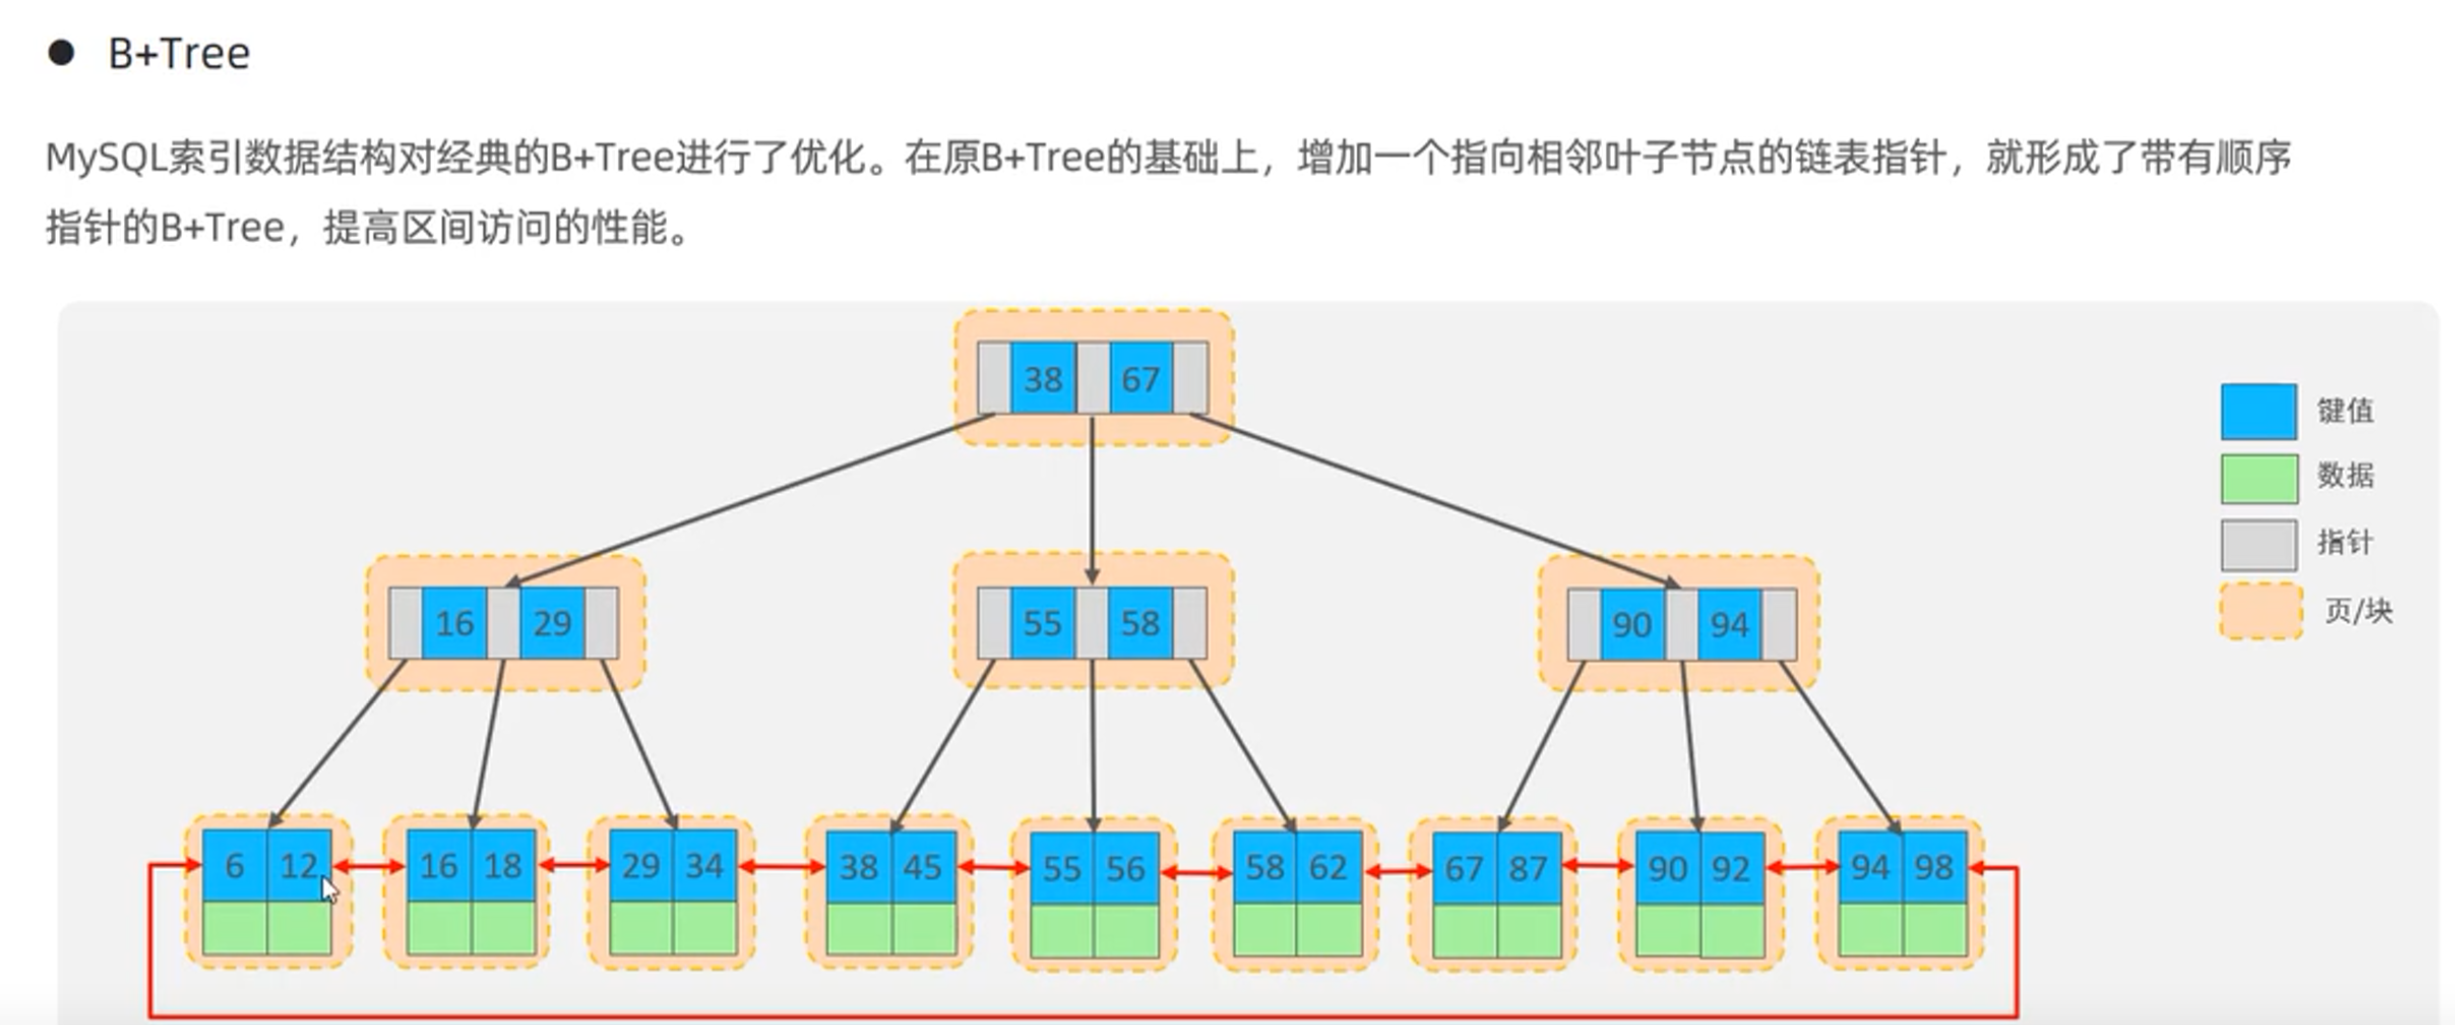 ● B+Tree
MySQL索引数据结构对经典的B+Tree进行了优化。在原B+Tree的基础上，增加一个指向相邻叶子节点的链表指针，就形成了带有顺序
指针的B+Tree，提高区间访问的性能。
38 67
键值
数据
指针
页/块
16 29 55 58 90 94
6 12 16 18 29 34 38 45 55 56 58 62 67 87 90 92 94 98